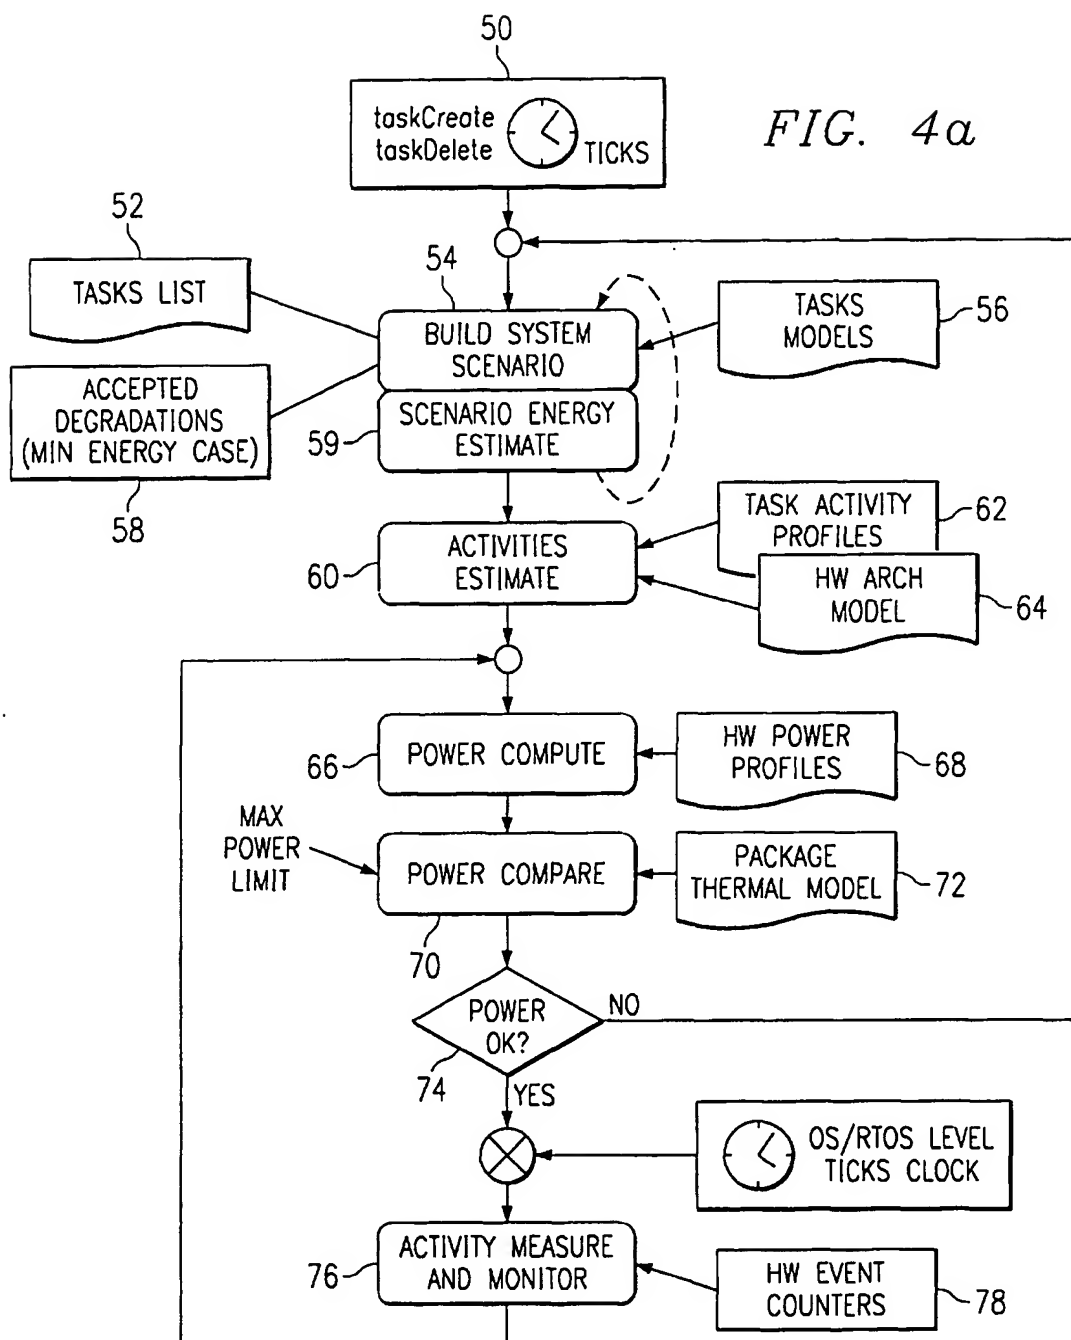 50
taskCreate
taskDelete
TICKS
FIG. 4a
52
TASKS LIST
54
BUILD SYSTEM
SCENARIO
TASKS
MODELS
56
ACCEPTED
DEGRADATIONS
(MIN ENERGY CASE)
58
59
SCENARIO ENERGY
ESTIMATE
60
ACTIVITIES
ESTIMATE
TASK ACTIVITY
PROFILES
62
HW ARCH
MODEL
64
66
POWER COMPUTE
HW POWER
PROFILES
68
MAX
POWER
LIMIT
POWER COMPARE
70
PACKAGE
THERMAL MODEL
72
POWER
OK?
NO
74
YES
OS/RTOS LEVEL
TICKS CLOCK
76
ACTIVITY MEASURE
AND MONITOR
HW EVENT
COUNTERS
78